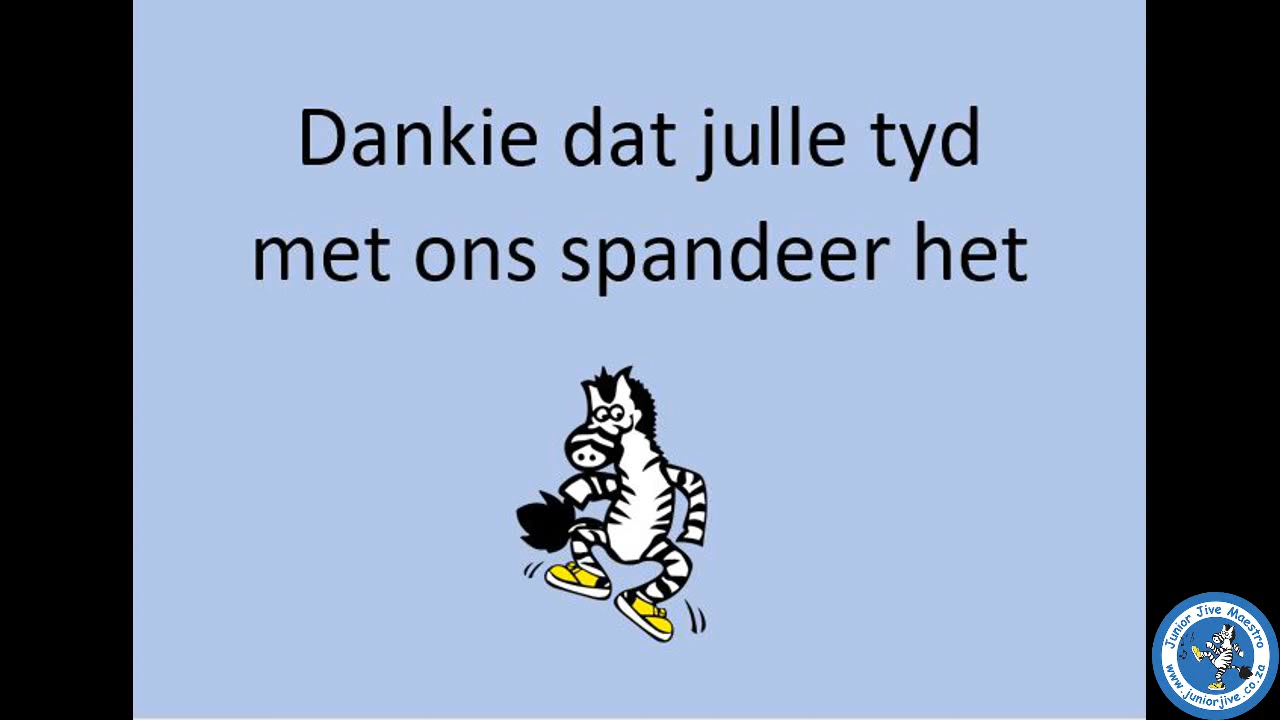 Dankie dat julle tyd
met ons spandeer het
Junior Jive Maestro
www.juniorjive.co.za